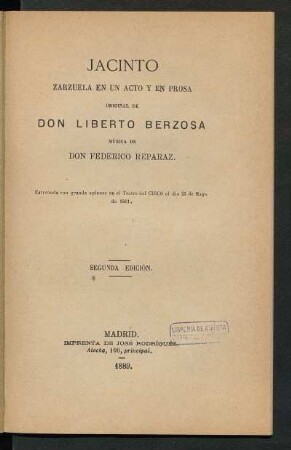 JACINTO
ZARZUELA EN UN ACTO Y EN PROSA
ORIGINAL DE
DON LIBERTO BERZOSA
MÚSICA DE
DON FEDERICO REPARAZ.
Estrenada con grande aplauso en el Teatro del CIRCO el dia 23 de Mayo
de 1861.
SEGUNDA EDICIÓN.
MADRID.
IMPRENTA DE JOSÉ RODRÍGUEZ.
Atocha, 100, principal.
1889.